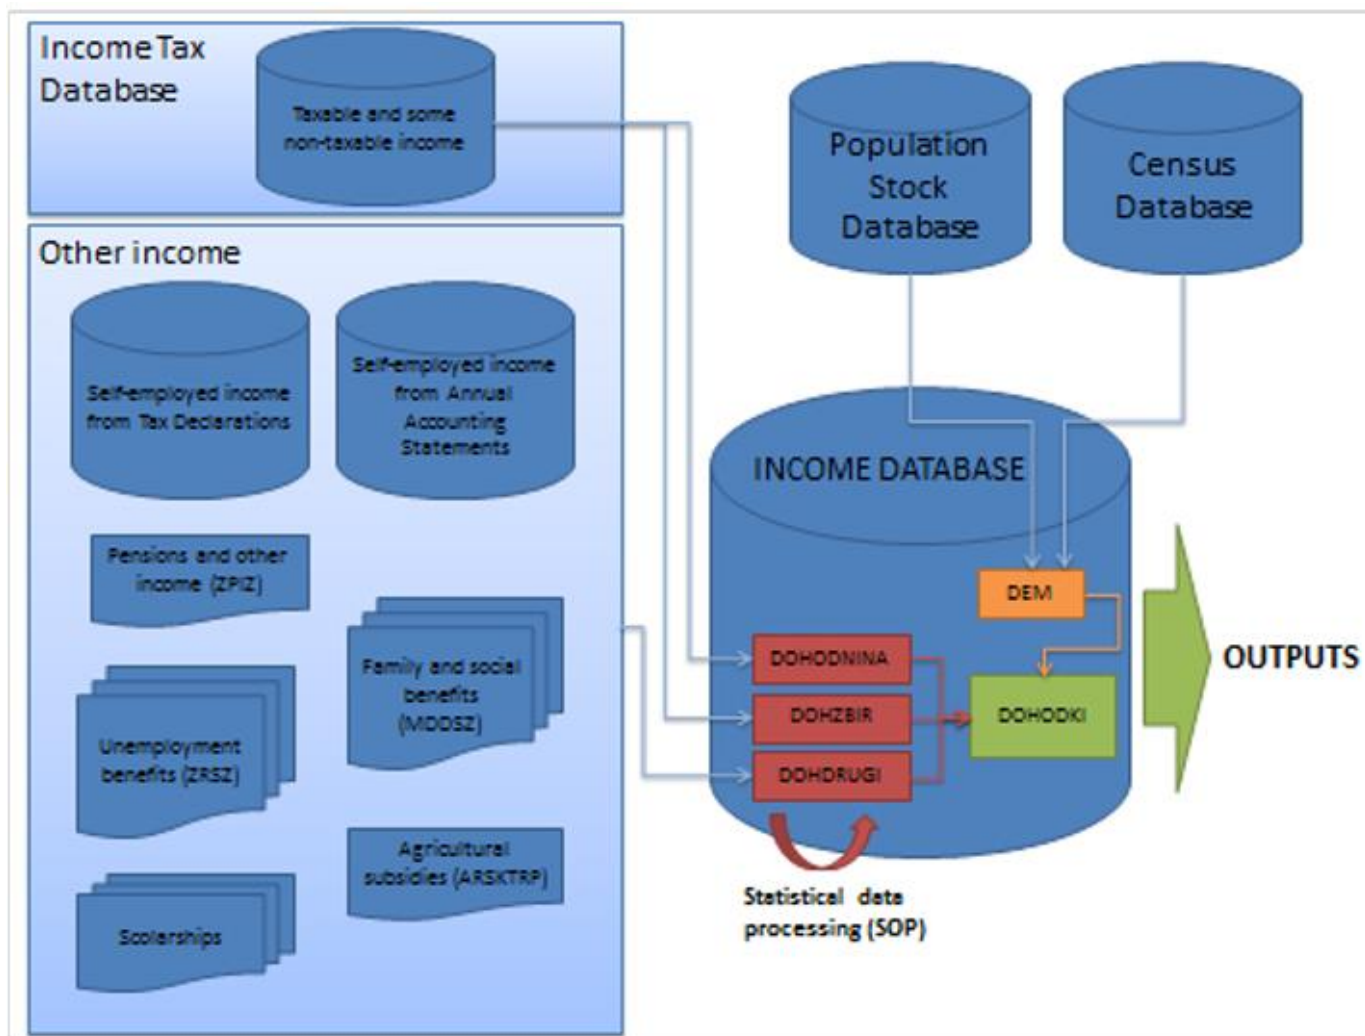 Income Tax
Database
Taxable and some
non-taxable income
Population
Stock
Database
Census
Database
Other income
Self-employed income
from Tax Declarations
Self-employed income
from Annual
Accounting
Statements
Pensions and other
income (ZPIZ)
Family and social
benefits
(MDDSZ)
Unemployment
benefits (ZRSZ)
Agricultural
subsidies (ARSKTRP)
Scolarships
INCOME DATABASE
DEM
DOHODNINA
DOHZBIR
DOHDRUGI
DOHODKI
OUTPUTS
Statistical data
processing (SOP)